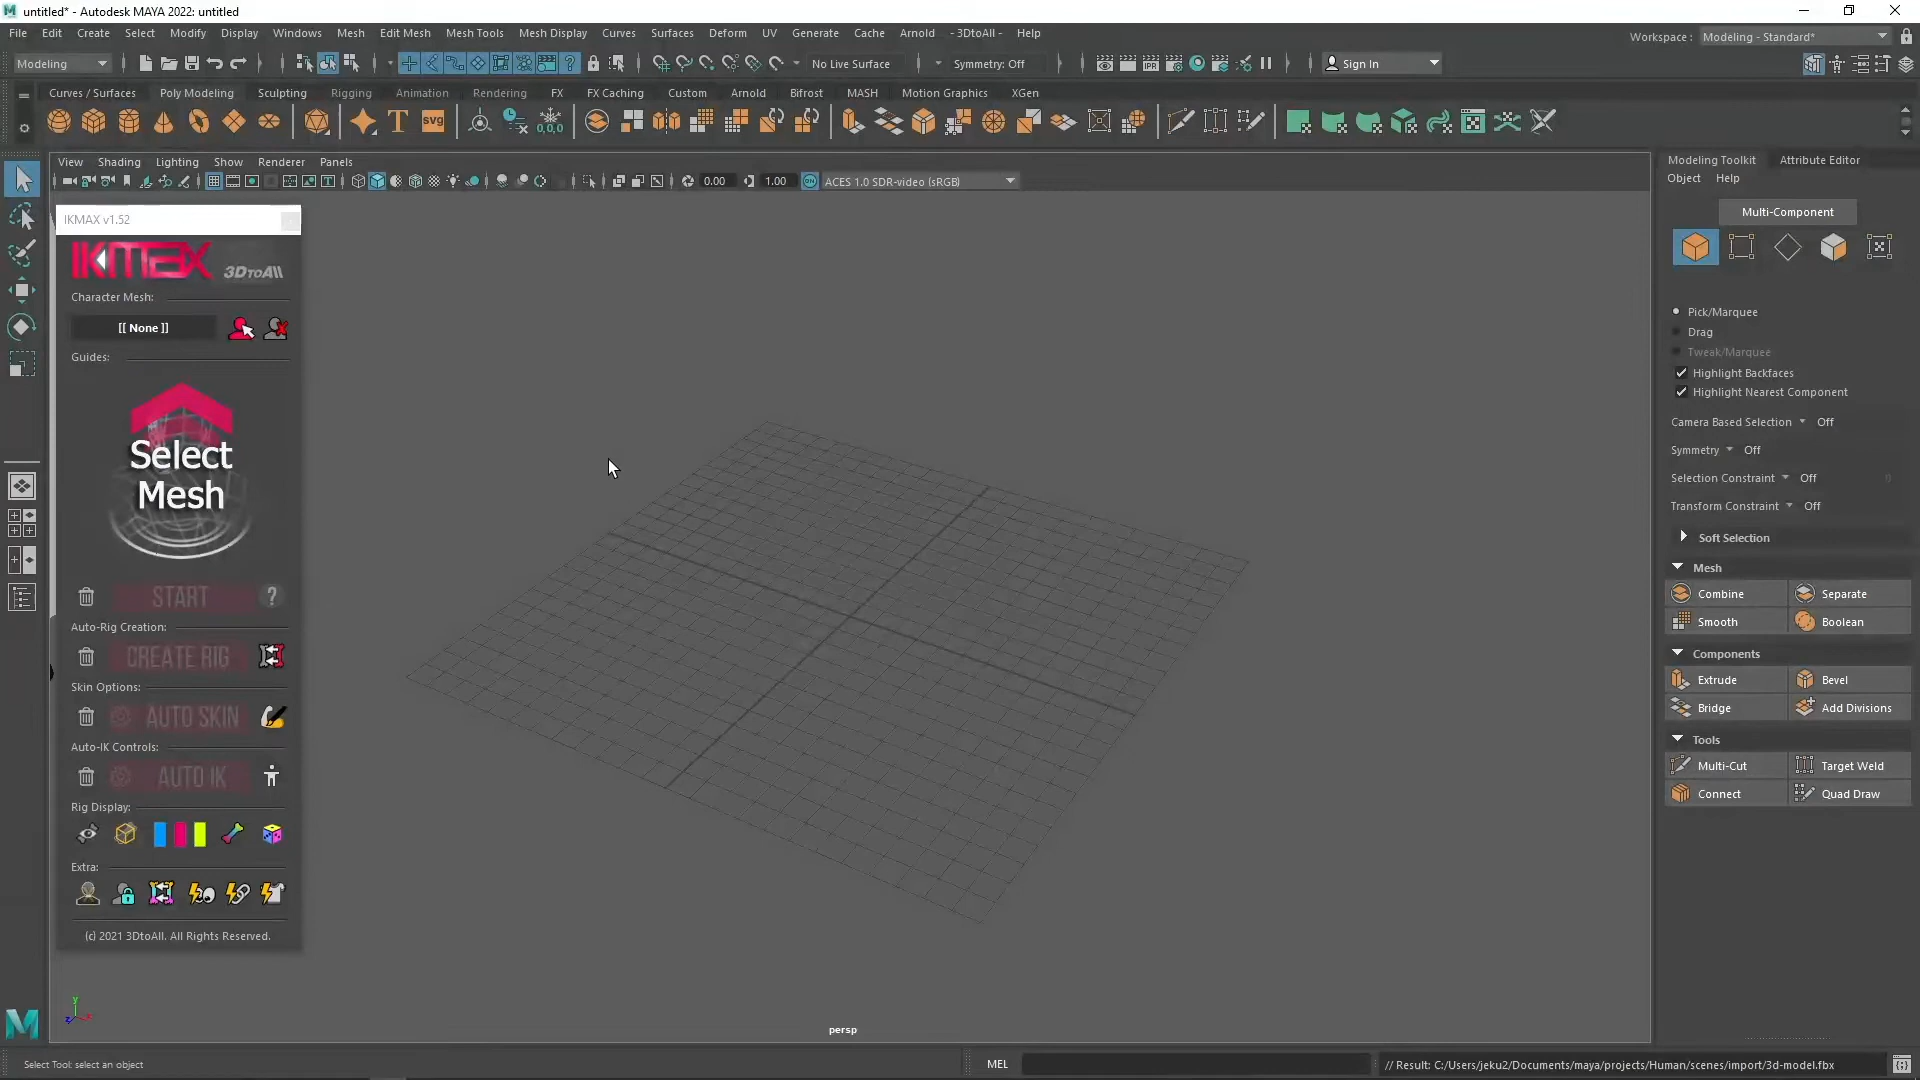 untitled* - Autodesk MAYA 2022: untitled
File Edit Create Select Modify Display Windows Mesh Edit Mesh Mesh Tools Mesh Display Curves Surfaces Deform UV Generate Cache Arnold - 3DtoAll - Help
Workspace : Modeling - Standard*
Modeling No Live Surface Symmetry: Off Sign In
Curves / Surfaces Poly Modeling Sculpting Rigging Animation Rendering FX FX Caching Custom Arnold Bifrost MASH Motion Graphics XGen
T svg 0,0,0
View Shading Lighting Show Renderer Panels
0.00 1.00 ACES 1.0 SDR-video (sRGB)
IKMAX v1.52
IKMAX 3DTOALL
Character Mesh:
[[ None ]]
Guides:
Select
Mesh
START ?
Auto-Rig Creation:
CREATE RIG
Skin Options:
AUTO SKIN
Auto-IK Controls:
AUTO IK
Rig Display:
Extra:
(c) 2021 3DtoAll. All Rights Reserved.
y
z x
persp
Modeling Toolkit Attribute Editor
Object Help
Multi-Component
Pick/Marquee
Drag
Tweak/Marquee
Highlight Backfaces
Highlight Nearest Component
Camera Based Selection Off
Symmetry Off
Selection Constraint Off 0
Transform Constraint Off
Soft Selection
Mesh
Combine Separate
Smooth Boolean
Components
Extrude Bevel
Bridge Add Divisions
Tools
Multi-Cut Target Weld
Connect Quad Draw
M
Select Tool: select an object
MEL
// Result: C:/Users/jeku2/Documents/maya/projects/Human/scenes/import/3d-model.fbx